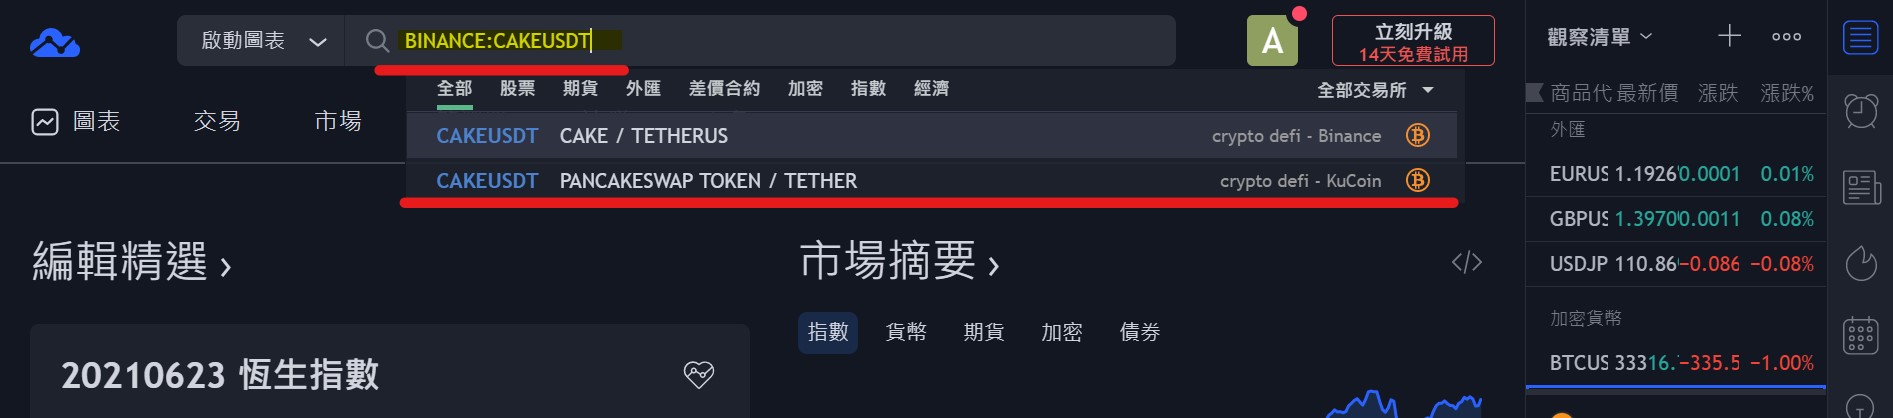 啟動圖表 BINANCE:CAKEUSDT
A
立刻升級
14天免費試用
全部 股票 期貨 外匯 差價合約 加密 指數 經濟 全部交易所
CAKEUSDT CAKE / TETHERUS crypto defi - Binance
CAKEUSDT PANCAKESWAP TOKEN / TETHER crypto defi - KuCoin
圖表 交易 市場
編輯精選
20210623 恆生指數
市場摘要
指數 貨幣 期貨 加密 債券
觀察清單
商品代 最新價 漲跌 漲跌%
外匯
EURUS 1.1926 0.0001 0.01%
GBPUS 1.3970 0.0011 0.08%
USDJP 110.86 −0.086 −0.08%
加密貨幣
BTCUS 33316. −335.5 −1.00%